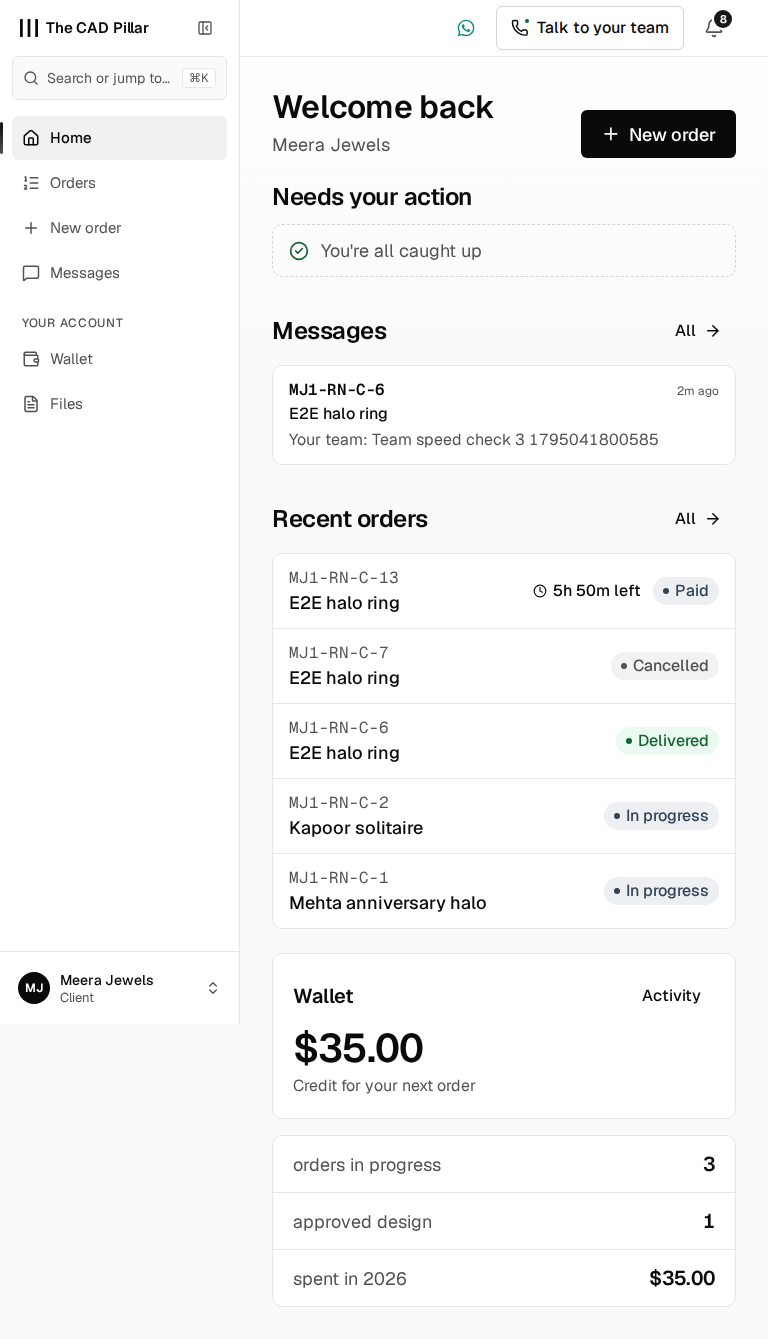 The CAD Pillar
Search or jump to... ⌘K
Home
Orders
New order
Messages
YOUR ACCOUNT
Wallet
Files
MJ
Meera Jewels
Client
Talk to your team
8
Welcome back
Meera Jewels
New order
Needs your action
You're all caught up
Messages
All
MJ1-RN-C-6
2m ago
E2E halo ring
Your team: Team speed check 3 1795041800585
Recent orders
All
MJ1-RN-C-13
E2E halo ring
5h 50m left
Paid
MJ1-RN-C-7
E2E halo ring
Cancelled
MJ1-RN-C-6
E2E halo ring
Delivered
MJ1-RN-C-2
Kapoor solitaire
In progress
MJ1-RN-C-1
Mehta anniversary halo
In progress
Wallet
Activity
$35.00
Credit for your next order
orders in progress 3
approved design 1
spent in 2026 $35.00